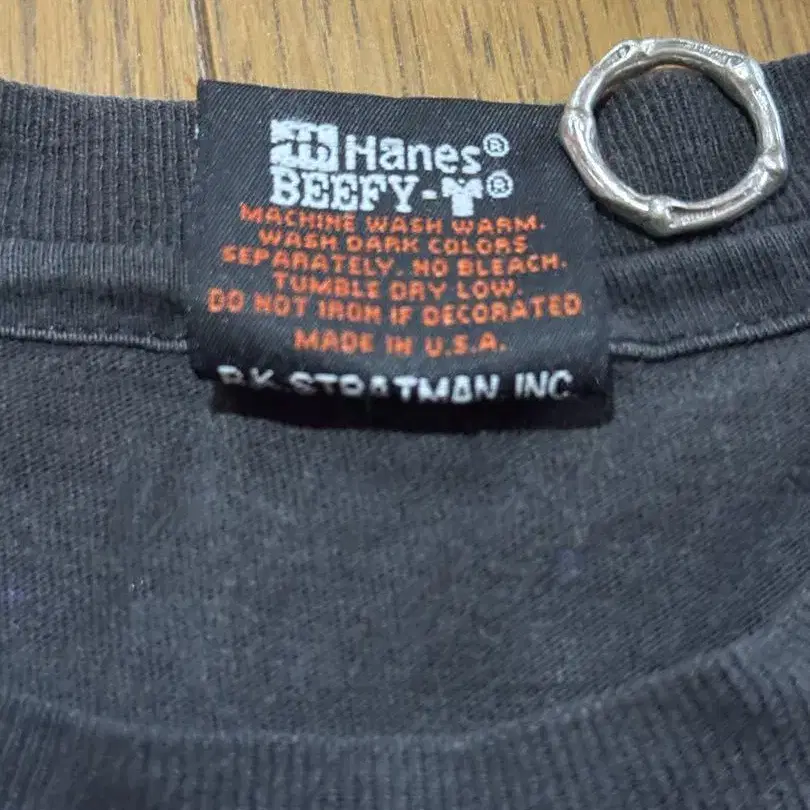 Hanes®
BEEFY-T®
MACHINE WASH WARM.
WASH DARK COLORS
SEPARATELY. NO BLEACH.
TUMBLE DRY LOW.
DO NOT IRON IF DECORATED
MADE IN U.S.A.
R.K. STRATMAN, INC.